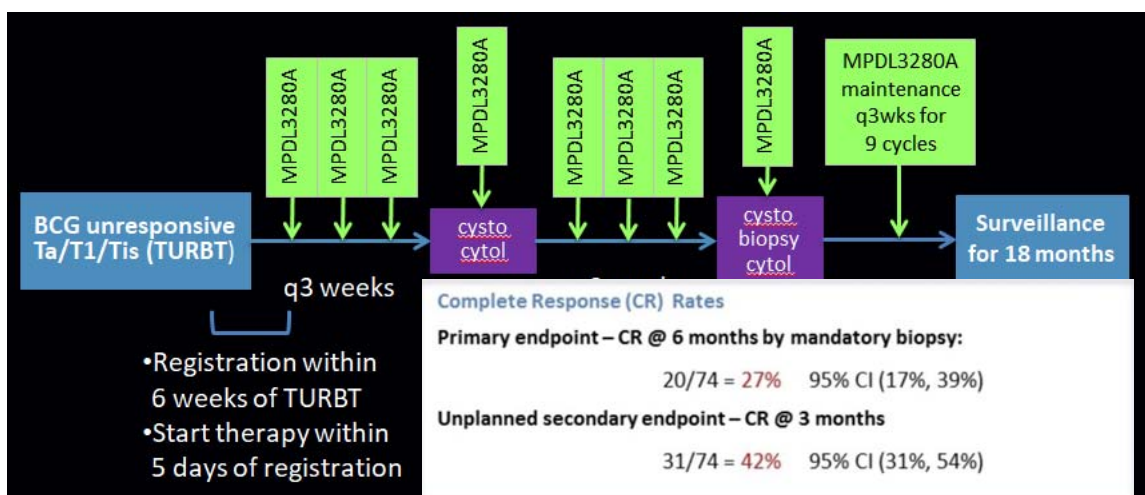 MPDL3280A
MPDL3280A
MPDL3280A
MPDL3280A
MPDL3280A
MPDL3280A
MPDL3280A
MPDL3280A
MPDL3280A
maintenance
q3wks for
9 cycles
BCG unresponsive
Ta/T1/Tis (TURBT)
cysto
cytol
cysto
biopsy
cytol
Surveillance
for 18 months
q3 weeks
•Registration within
6 weeks of TURBT
•Start therapy within
5 days of registration
Complete Response (CR) Rates
Primary endpoint – CR @ 6 months by mandatory biopsy:
20/74 = 27% 95% CI (17%, 39%)
Unplanned secondary endpoint – CR @ 3 months
31/74 = 42% 95% CI (31%, 54%)